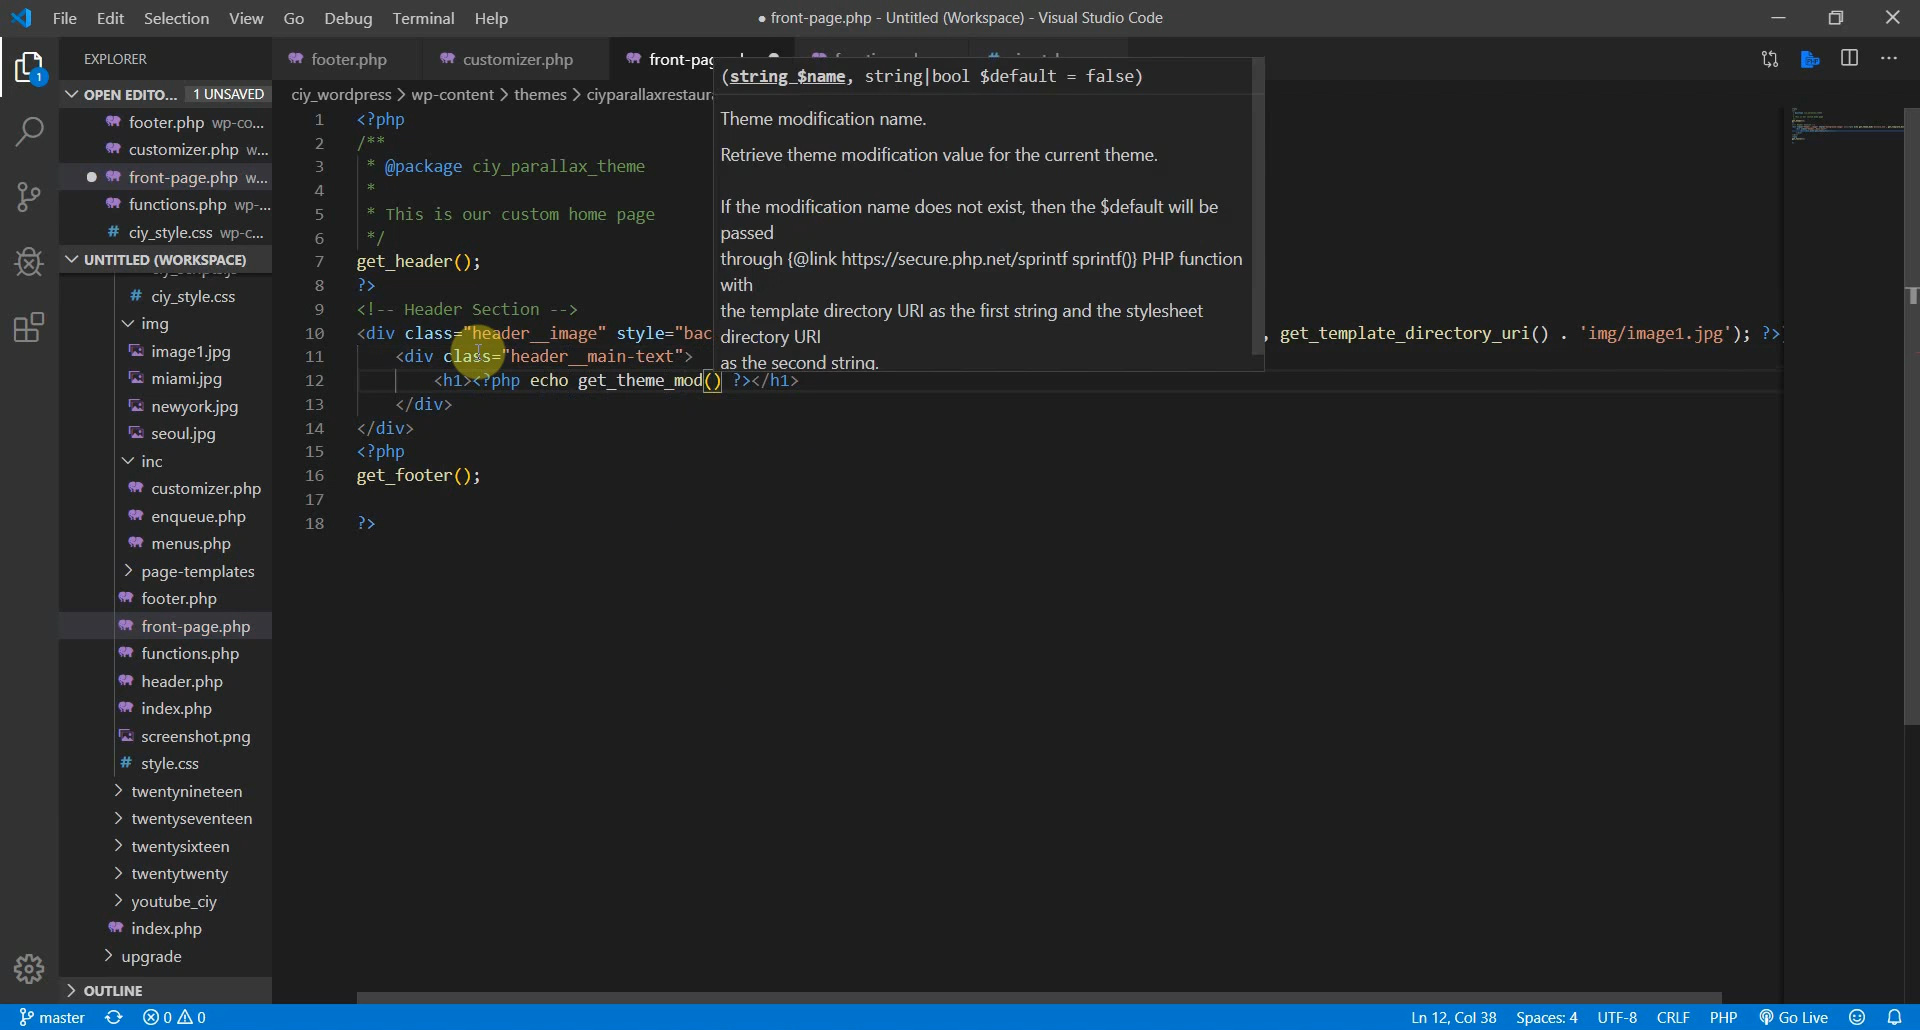 File Edit Selection View Go Debug Terminal Help
● front-page.php - Untitled (Workspace) - Visual Studio Code
EXPLORER
OPEN EDITO... 1 UNSAVED
footer.php wp-co...
customizer.php w...
front-page.php w...
functions.php wp-...
# ciy_style.css wp-c...
UNTITLED (WORKSPACE)
# ciy_style.css
img
image1.jpg
miami.jpg
newyork.jpg
seoul.jpg
inc
customizer.php
enqueue.php
menus.php
page-templates
footer.php
front-page.php
functions.php
header.php
index.php
screenshot.png
# style.css
twentynineteen
twentyseventeen
twentysixteen
twentytwenty
youtube_ciy
index.php
upgrade
OUTLINE
1
footer.php customizer.php front-pag
ciy_wordpress > wp-content > themes > ciyparallaxrestaur
(string $name, string|bool $default = false)
Theme modification name.
Retrieve theme modification value for the current theme.
If the modification name does not exist, then the $default will be
passed
through {@link https://secure.php.net/sprintf sprintf()} PHP function
with
the template directory URI as the first string and the stylesheet
directory URI
as the second string.
1 <?php
2 /**
3 * @package ciy_parallax_theme
4 *
5 * This is our custom home page
6 */
7 get_header();
8 ?>
9 <!-- Header Section -->
10 <div class="header__image" style="bac , get_template_directory_uri() . 'img/image1.jpg'); ?>)
11 <div class="header__main-text">
12 <h1><?php echo get_theme_mod() ?></h1>
13 </div>
14 </div>
15 <?php
16 get_footer();
17
18 ?>
master 0 0 Ln 12, Col 38 Spaces: 4 UTF-8 CRLF PHP Go Live